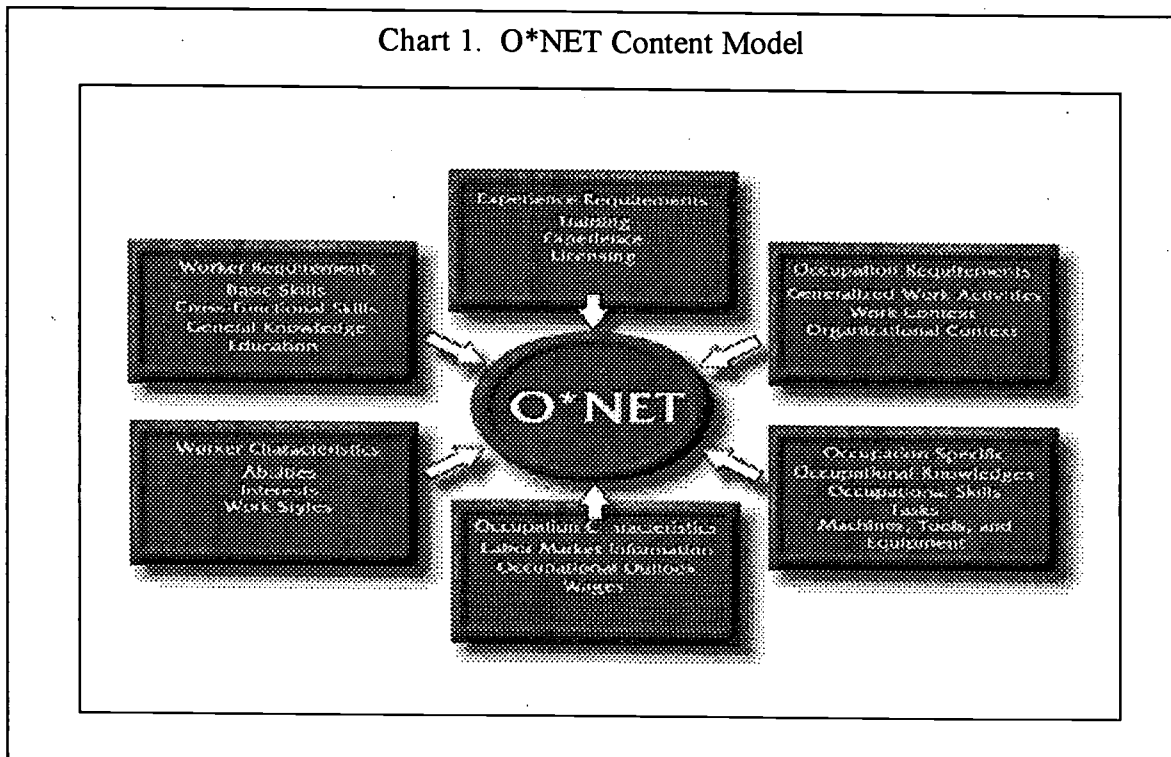 Chart 1. O*NET Content Model
Experience Requirements
Training
Experience
Licensing
Worker Requirements
Basic Skills
Cross-Functional Skills
General Knowledge
Education
Occupation Requirements
Generalized Work Activities
Work Context
Organizational Context
O*NET
Worker Characteristics
Abilities
Interests
Work Styles
Occupation Characteristics
Labor Market Information
Occupational Outlook
Wages
Occupation Specific
Occupational Knowledges
Occupational Skills
Tasks
Machines, Tools, and
Equipment